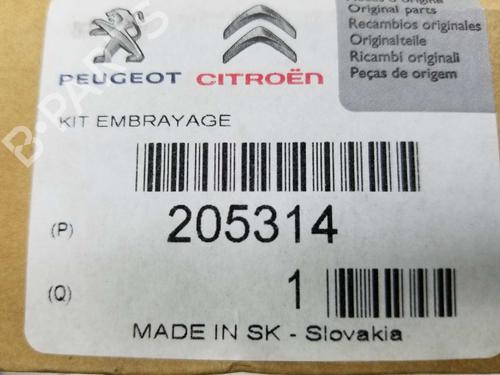 Original parts
Recambios originales
Originalteile
Ricambi originali
Peças de origem
PEUGEOT CITROËN
KIT EMBRAYAGE
(P) 205314
(Q) 1
MADE IN SK - Slovakia
B-PARTS